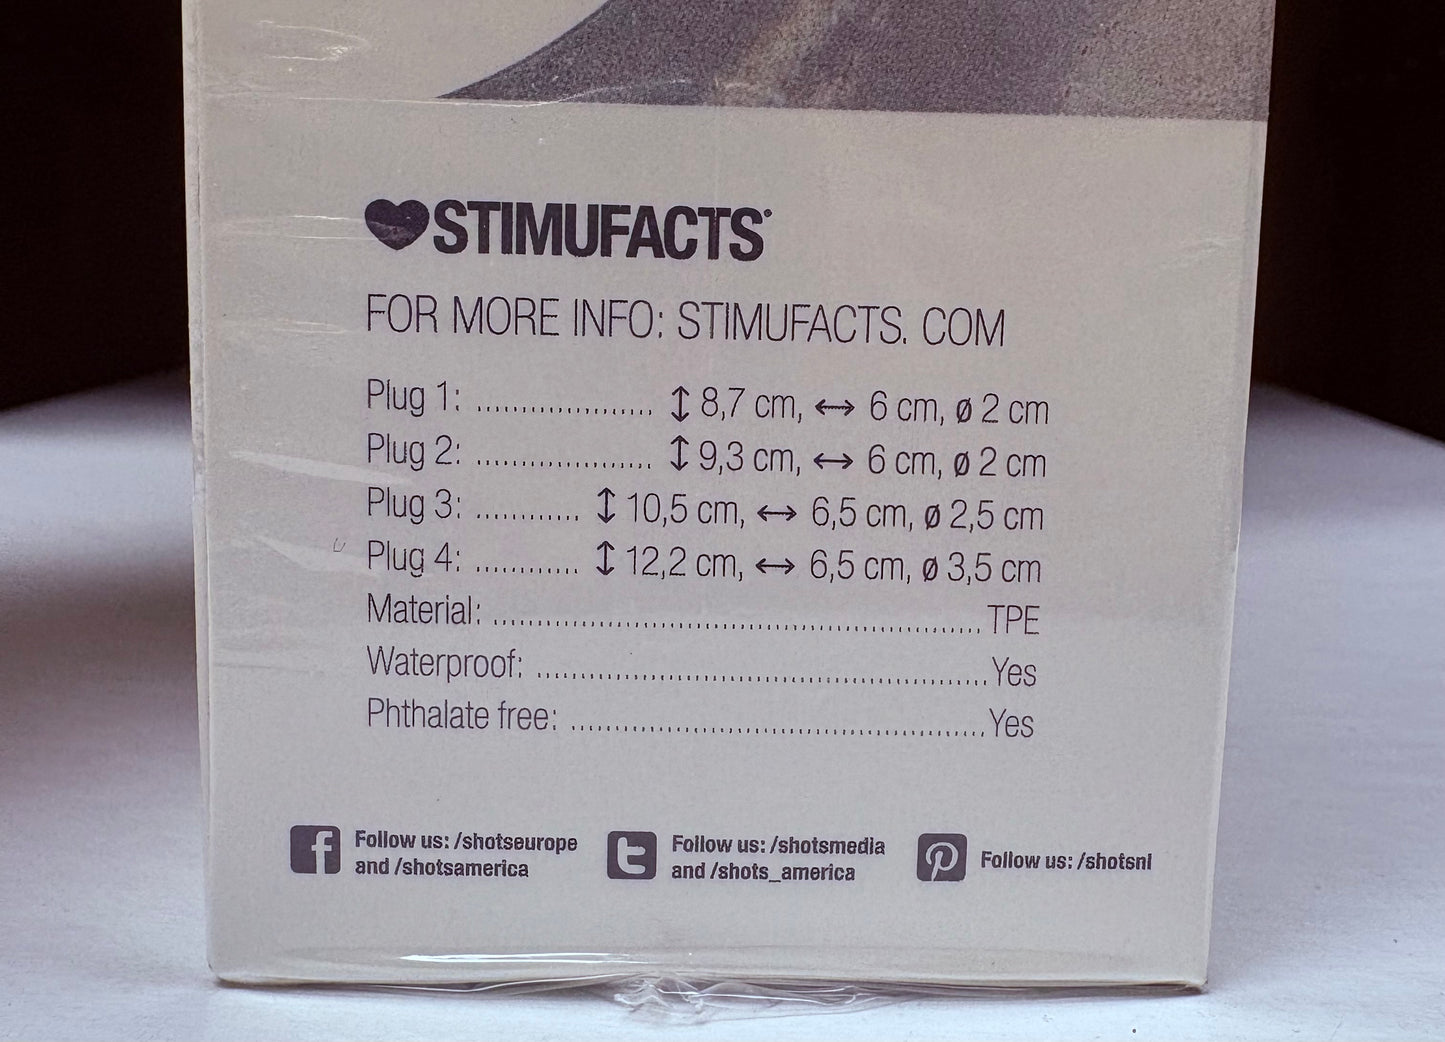 STIMUFACTS®
FOR MORE INFO: STIMUFACTS. COM
Plug 1: .................... ↕ 8,7 cm, ↔ 6 cm, ø 2 cm
Plug 2: .................... ↕ 9,3 cm, ↔ 6 cm, ø 2 cm
Plug 3: ............ ↕ 10,5 cm, ↔ 6,5 cm, ø 2,5 cm
Plug 4: ............ ↕ 12,2 cm, ↔ 6,5 cm, ø 3,5 cm
Material: ........................................................ TPE
Waterproof: .................................................... Yes
Phthalate free: ................................................ Yes
Follow us: /shotseurope
and /shotsamerica
Follow us: /shotsmedia
and /shots_america
Follow us: /shotsnl